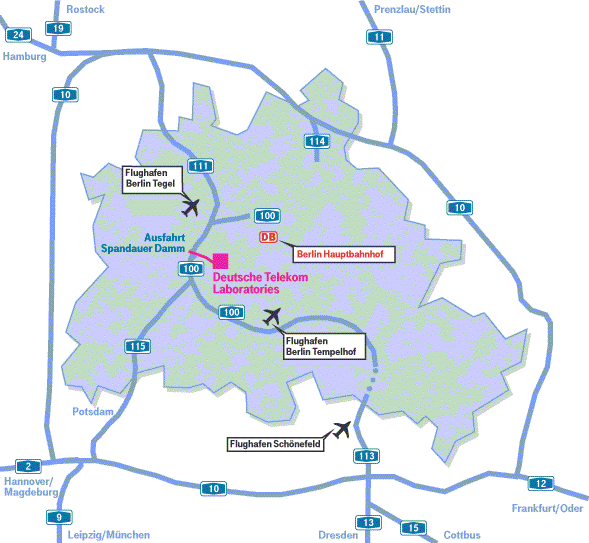 Rostock
Prenzlau/Stettin
19
24
11
Hamburg
10
114
111
Flughafen
Berlin Tegel
10
100
Ausfahrt
Spandauer Damm
DB
Berlin Hauptbahnhof
100
Deutsche Telekom
Laboratories
100
Flughafen
Berlin Tempelhof
115
Potsdam
Flughafen Schönefeld
113
2
Hannover/
Magdeburg
10
12
Frankfurt/Oder
9
13
15
Leipzig/München
Dresden
Cottbus